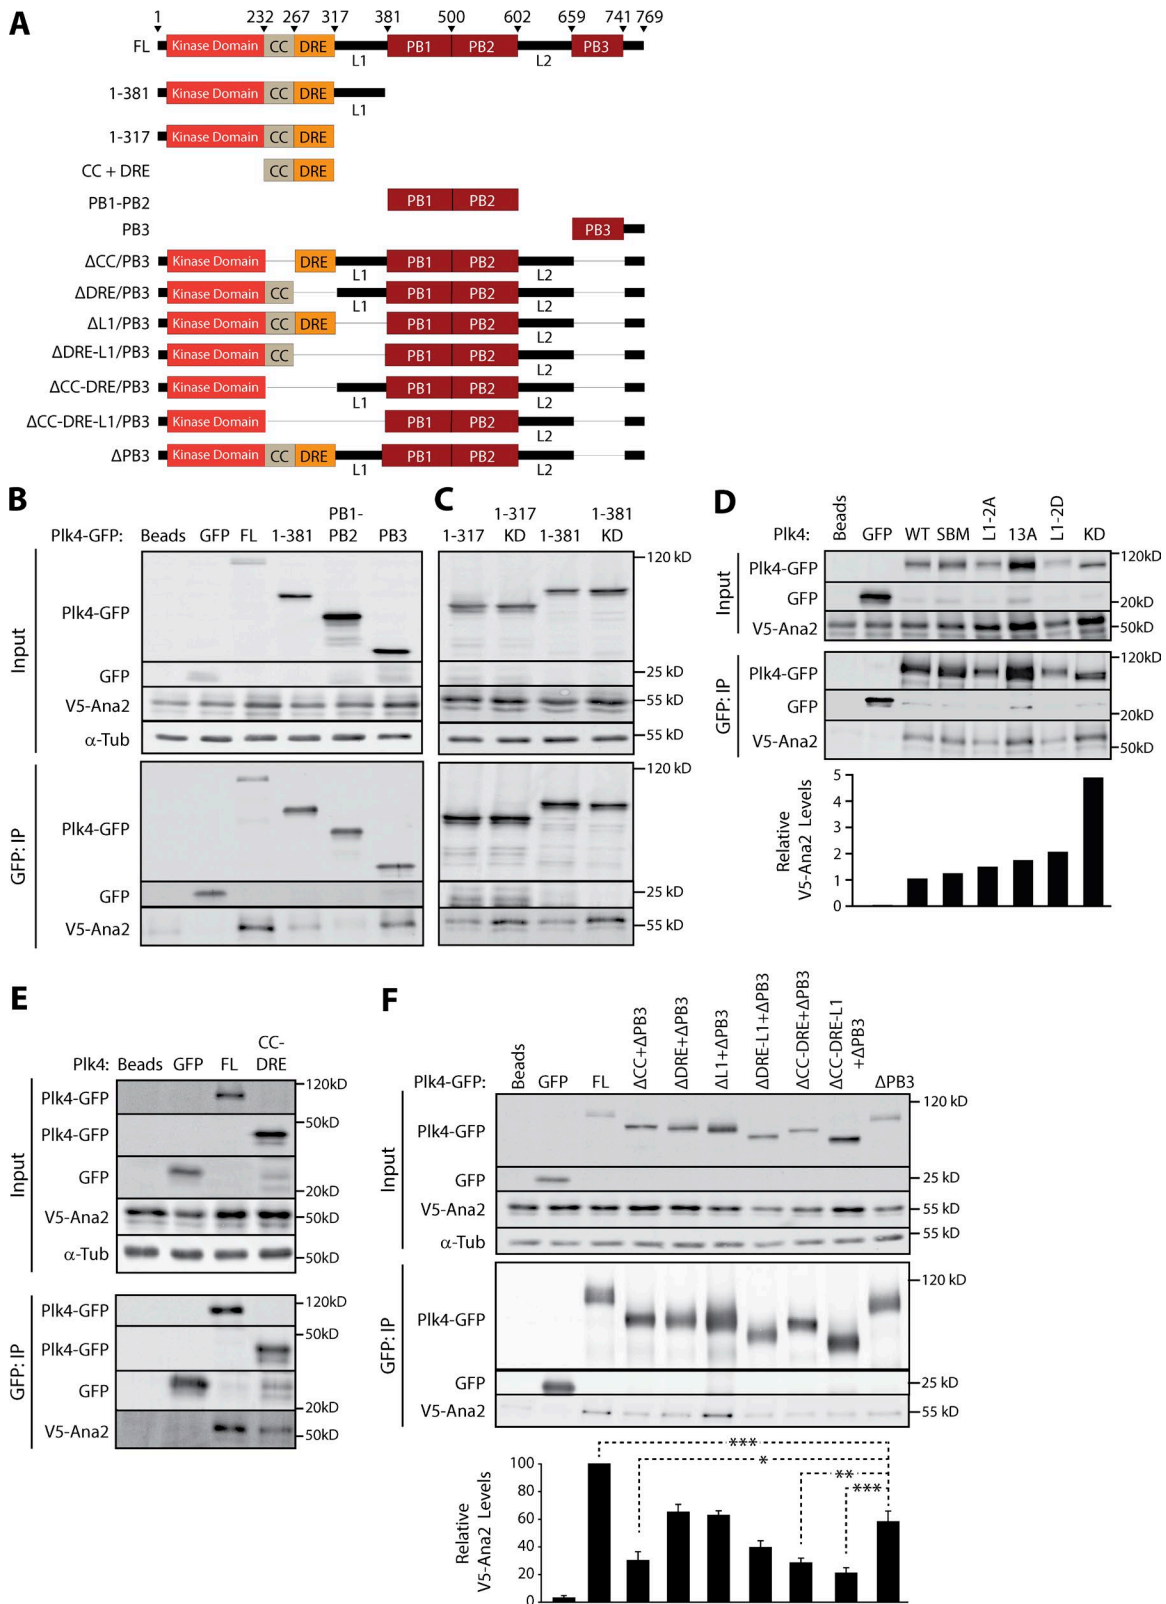 A
1 232 267 317 381 500 602 659 741 769
FL Kinase Domain CC DRE L1 PB1 PB2 L2 PB3
1-381 Kinase Domain CC DRE L1
1-317 Kinase Domain CC DRE
CC + DRE CC DRE
PB1-PB2 PB1 PB2
PB3 PB3
ΔCC/PB3 Kinase Domain DRE L1 PB1 PB2 L2
ΔDRE/PB3 Kinase Domain CC L1 PB1 PB2 L2
ΔL1/PB3 Kinase Domain CC DRE PB1 PB2 L2
ΔDRE-L1/PB3 Kinase Domain CC PB1 PB2 L2
ΔCC-DRE/PB3 Kinase Domain L1 PB1 PB2 L2
ΔCC-DRE-L1/PB3 Kinase Domain PB1 PB2 L2
ΔPB3 Kinase Domain CC DRE L1 PB1 PB2 L2
B
Plk4-GFP: Beads GFP FL 1-381 PB1-PB2 PB3
Input
Plk4-GFP
GFP
V5-Ana2
α-Tub
GFP: IP
Plk4-GFP
GFP
V5-Ana2
C
1-317 1-317 KD 1-381 1-381 KD
120 kD
25 kD
55 kD
55 kD
120 kD
25 kD
55 kD
D
Plk4: Beads GFP WT SBM L1-2A 13A L1-2D KD
Input
Plk4-GFP 120kD
GFP 20kD
V5-Ana2 50kD
GFP: IP
Plk4-GFP 120kD
GFP 20kD
V5-Ana2 50kD
Relative
V5-Ana2 Levels
5
4
3
2
1
0
E
Plk4: Beads GFP FL CC-DRE
Input
Plk4-GFP 120kD
Plk4-GFP 50kD
GFP 20kD
V5-Ana2 50kD
α-Tub 50kD
GFP: IP
Plk4-GFP 120kD
Plk4-GFP 50kD
GFP 20kD
V5-Ana2 50kD
F
Plk4-GFP: Beads GFP FL ΔCC+ΔPB3 ΔDRE+ΔPB3 ΔL1+ΔPB3 ΔDRE-L1+ΔPB3 ΔCC-DRE+ΔPB3 ΔCC-DRE-L1 +ΔPB3 ΔPB3
Input
Plk4-GFP 120 kD
GFP 25 kD
V5-Ana2 55 kD
α-Tub 55 kD
GFP: IP
Plk4-GFP 120 kD
GFP 25 kD
V5-Ana2 55 kD
Relative
V5-Ana2 Levels
100
80
60
40
20
0
***
*
**
***